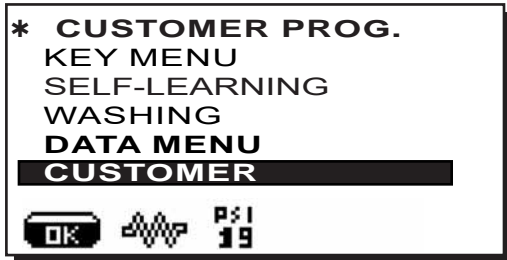 * CUSTOMER PROG.
KEY MENU
SELF-LEARNING
WASHING
DATA MENU
CUSTOMER
OK PSI
19